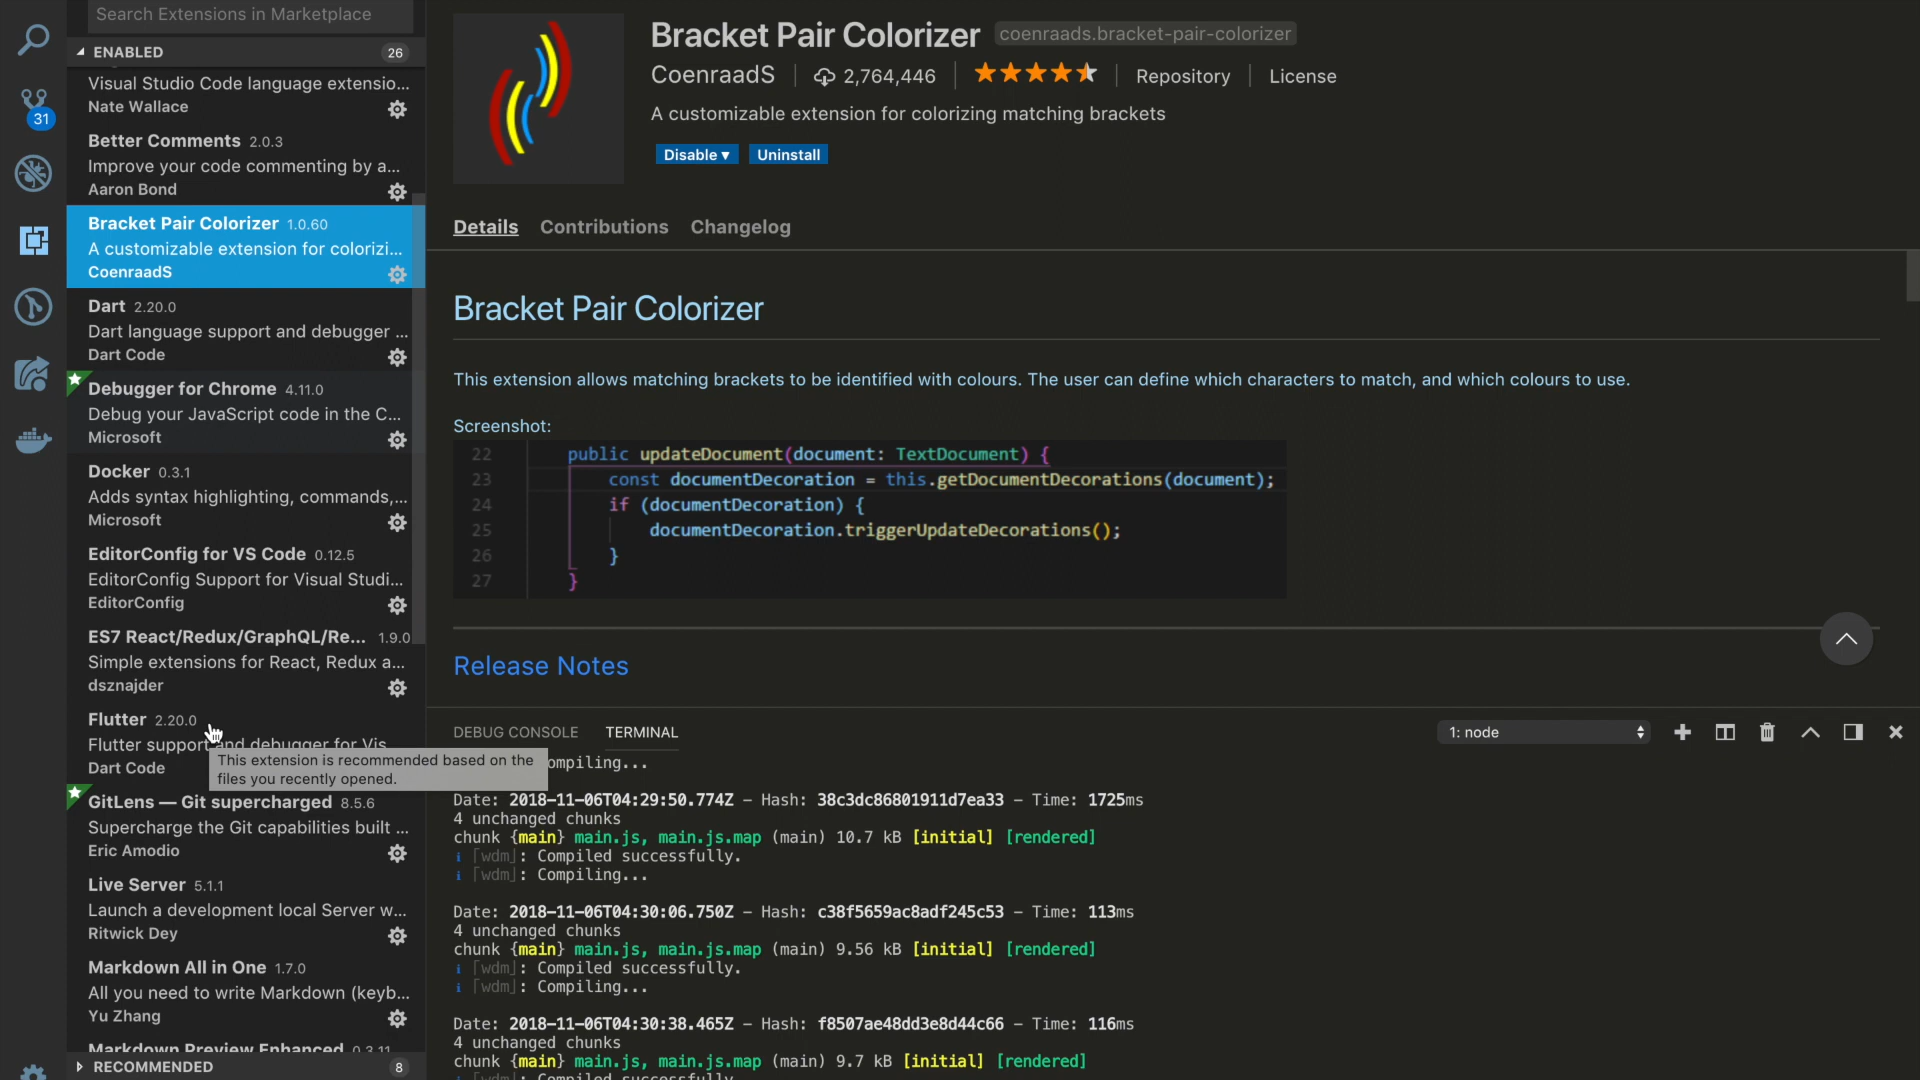 Search Extensions in Marketplace
ENABLED 26
Visual Studio Code language extensio...
Nate Wallace
Better Comments 2.0.3
Improve your code commenting by a...
Aaron Bond
Bracket Pair Colorizer 1.0.60
A customizable extension for colorizi...
CoenraadS
Dart 2.20.0
Dart language support and debugger ...
Dart Code
Debugger for Chrome 4.11.0
Debug your JavaScript code in the C...
Microsoft
Docker 0.3.1
Adds syntax highlighting, commands,...
Microsoft
EditorConfig for VS Code 0.12.5
EditorConfig Support for Visual Studi...
EditorConfig
ES7 React/Redux/GraphQL/Re... 1.9.0
Simple extensions for React, Redux a...
dsznajder
Flutter 2.20.0
Flutter support and debugger for Vis
Dart Code
This extension is recommended based on the
files you recently opened.
GitLens — Git supercharged 8.5.6
Supercharge the Git capabilities built ...
Eric Amodio
Live Server 5.1.1
Launch a development local Server w...
Ritwick Dey
Markdown All in One 1.7.0
All you need to write Markdown (keyb...
Yu Zhang
Markdown Preview Enhanced 0.3.11
RECOMMENDED 8
31
Bracket Pair Colorizer coenraads.bracket-pair-colorizer
CoenraadS 2,764,446 Repository License
A customizable extension for colorizing matching brackets
Disable ▾ Uninstall
Details Contributions Changelog
Bracket Pair Colorizer
This extension allows matching brackets to be identified with colours. The user can define which characters to match, and which colours to use.
Screenshot:
22 public updateDocument(document: TextDocument) {
23 const documentDecoration = this.getDocumentDecorations(document);
24 if (documentDecoration) {
25 documentDecoration.triggerUpdateDecorations();
26 }
27 }
Release Notes
DEBUG CONSOLE TERMINAL 1: node
ompiling...
Date: 2018-11-06T04:29:50.774Z - Hash: 38c3dc86801911d7ea33 - Time: 1725ms
4 unchanged chunks
chunk {main} main.js, main.js.map (main) 10.7 kB [initial] [rendered]
i ｢wdm｣: Compiled successfully.
i ｢wdm｣: Compiling...
Date: 2018-11-06T04:30:06.750Z - Hash: c38f5659ac8adf245c53 - Time: 113ms
4 unchanged chunks
chunk {main} main.js, main.js.map (main) 9.56 kB [initial] [rendered]
i ｢wdm｣: Compiled successfully.
i ｢wdm｣: Compiling...
Date: 2018-11-06T04:30:38.465Z - Hash: f8507ae48dd3e8d44c66 - Time: 116ms
4 unchanged chunks
chunk {main} main.js, main.js.map (main) 9.7 kB [initial] [rendered]
i ｢wdm｣: Compiled successfully